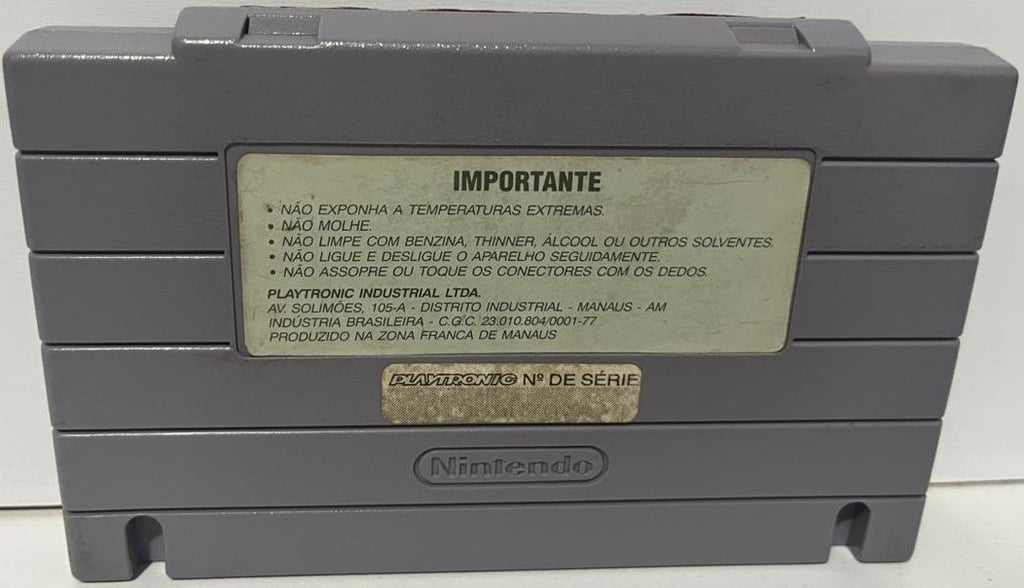 IMPORTANTE
• NÃO EXPONHA A TEMPERATURAS EXTREMAS.
• NÃO MOLHE.
• NÃO LIMPE COM BENZINA, THINNER, ÁLCOOL OU OUTROS SOLVENTES.
• NÃO LIGUE E DESLIGUE O APARELHO SEGUIDAMENTE.
• NÃO ASSOPRE OU TOQUE OS CONECTORES COM OS DEDOS.
PLAYTRONIC INDUSTRIAL LTDA.
AV. SOLIMÕES, 105-A - DISTRITO INDUSTRIAL - MANAUS - AM
INDÚSTRIA BRASILEIRA - C.G.C. 23.010.804/0001-77
PRODUZIDO NA ZONA FRANCA DE MANAUS
PLAYTRONIC Nº DE SÉRIE
Nintendo